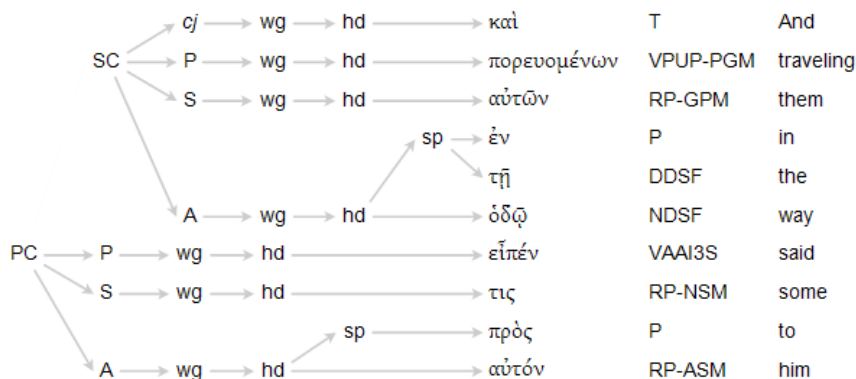 cj wg hd καὶ T And
SC P wg hd πορευομένων VPUP-PGM traveling
S wg hd αὐτῶν RP-GPM them
sp ἐν P in
τῇ DDSF the
A wg hd ὁδῷ NDSF way
PC P wg hd εἶπέν VAAI3S said
S wg hd τις RP-NSM some
sp πρὸς P to
A wg hd αὐτόν RP-ASM him